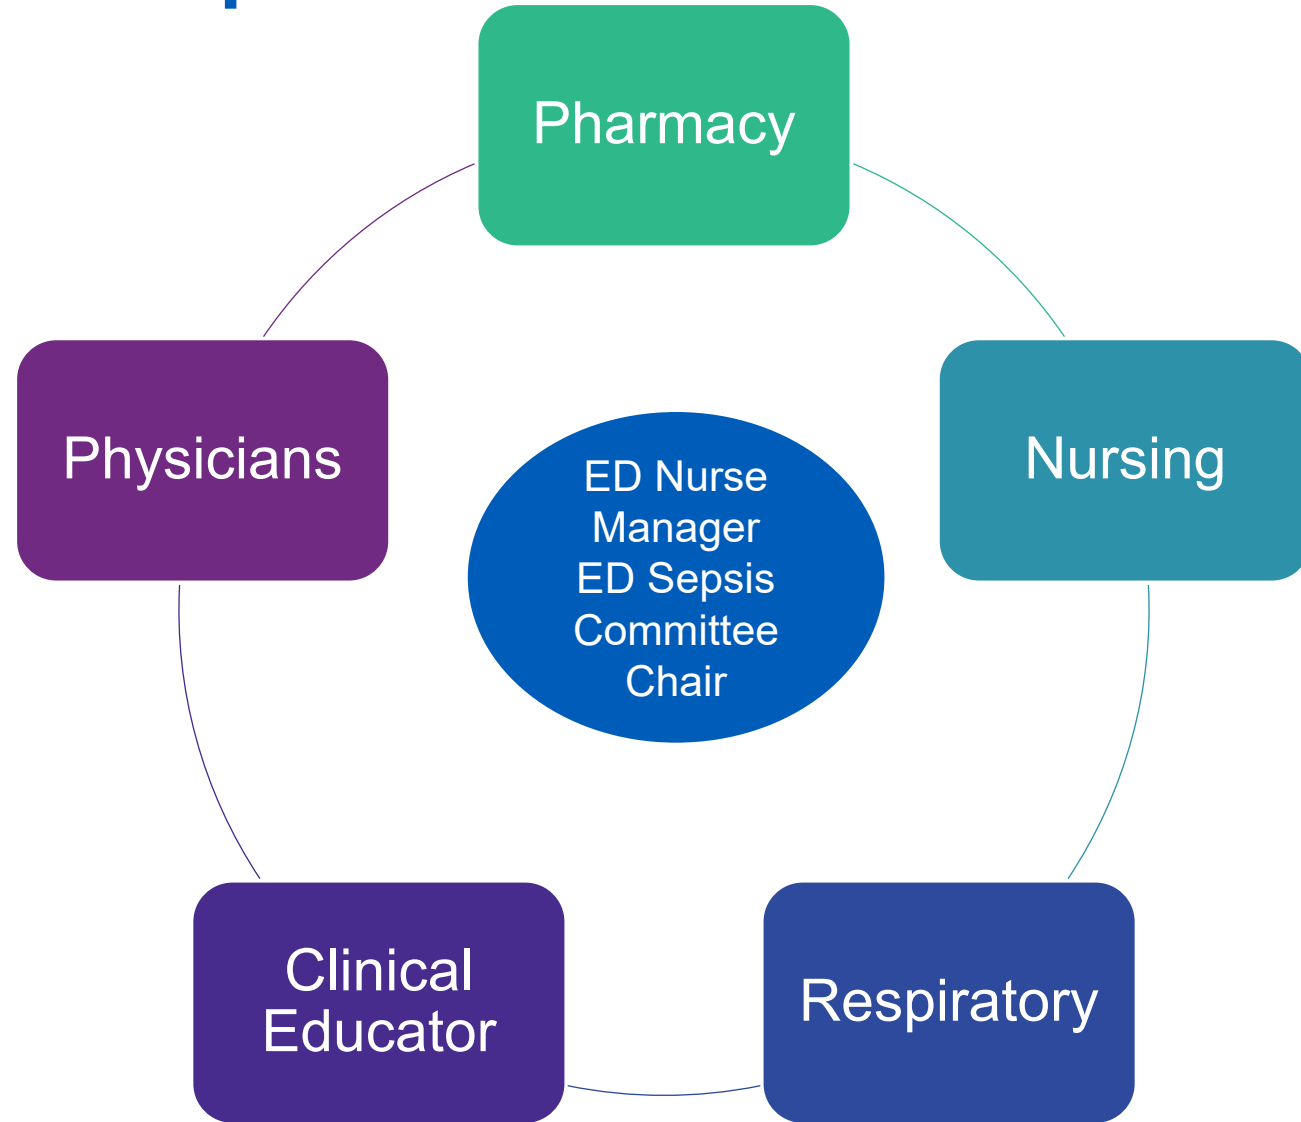 Pharmacy
Physicians
Nursing
ED Nurse
Manager
ED Sepsis
Committee
Chair
Clinical
Educator
Respiratory